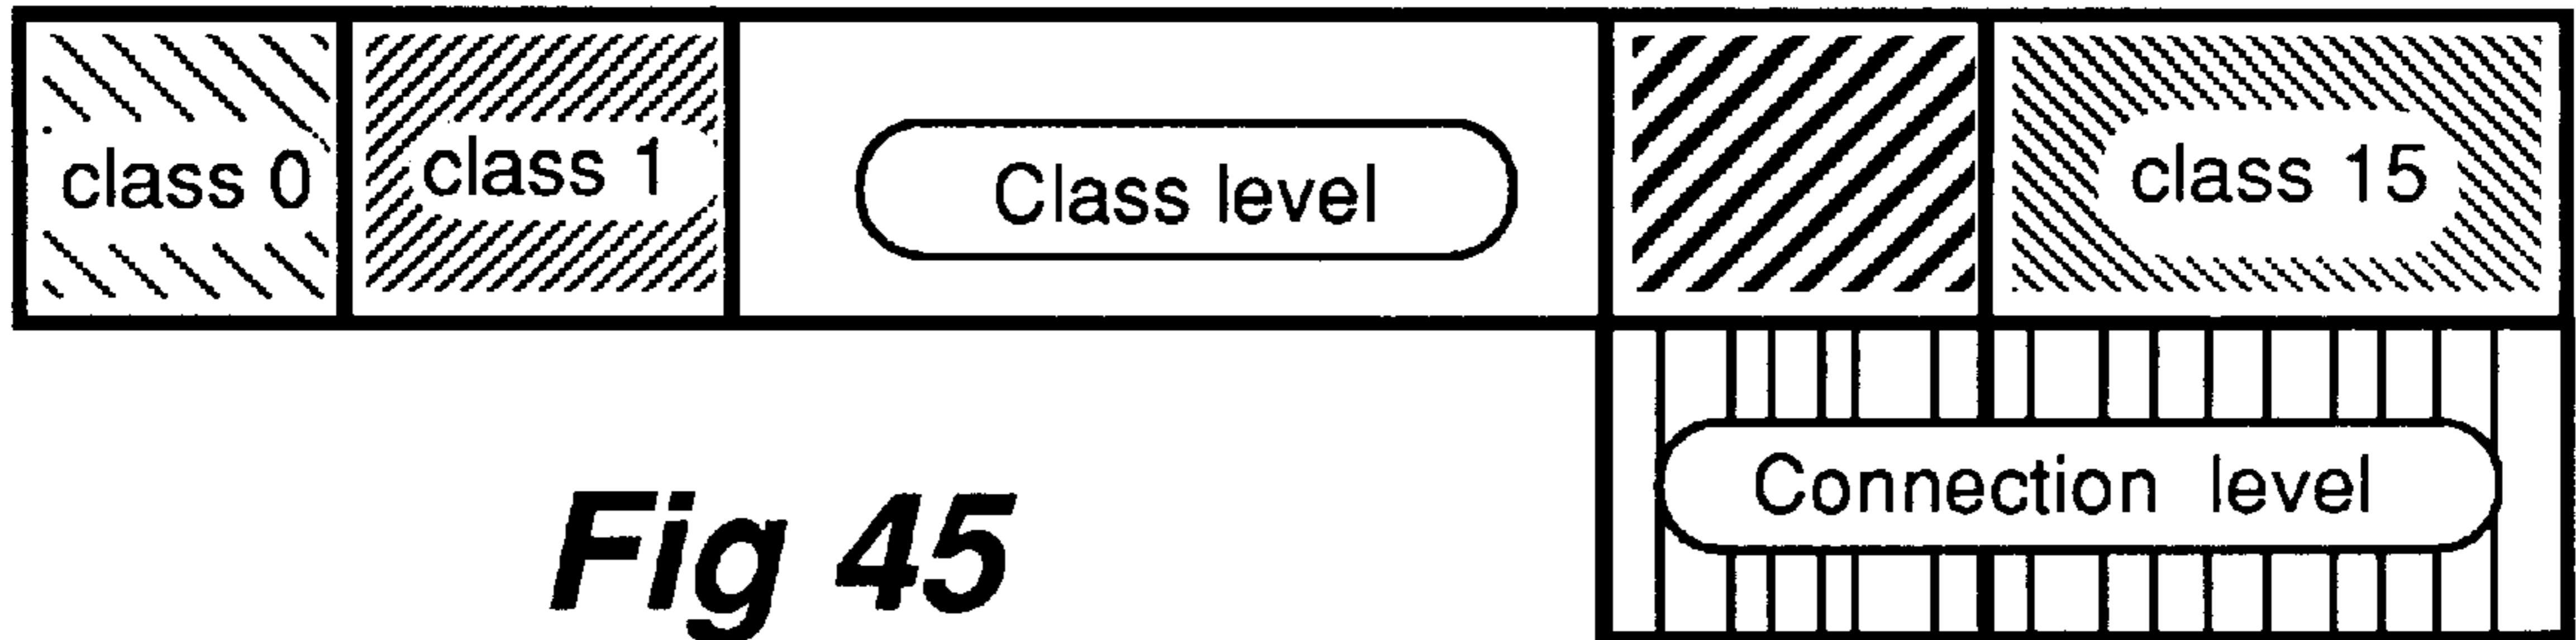 class 0
class 1
Class level
class 15
Connection level
Fig 45